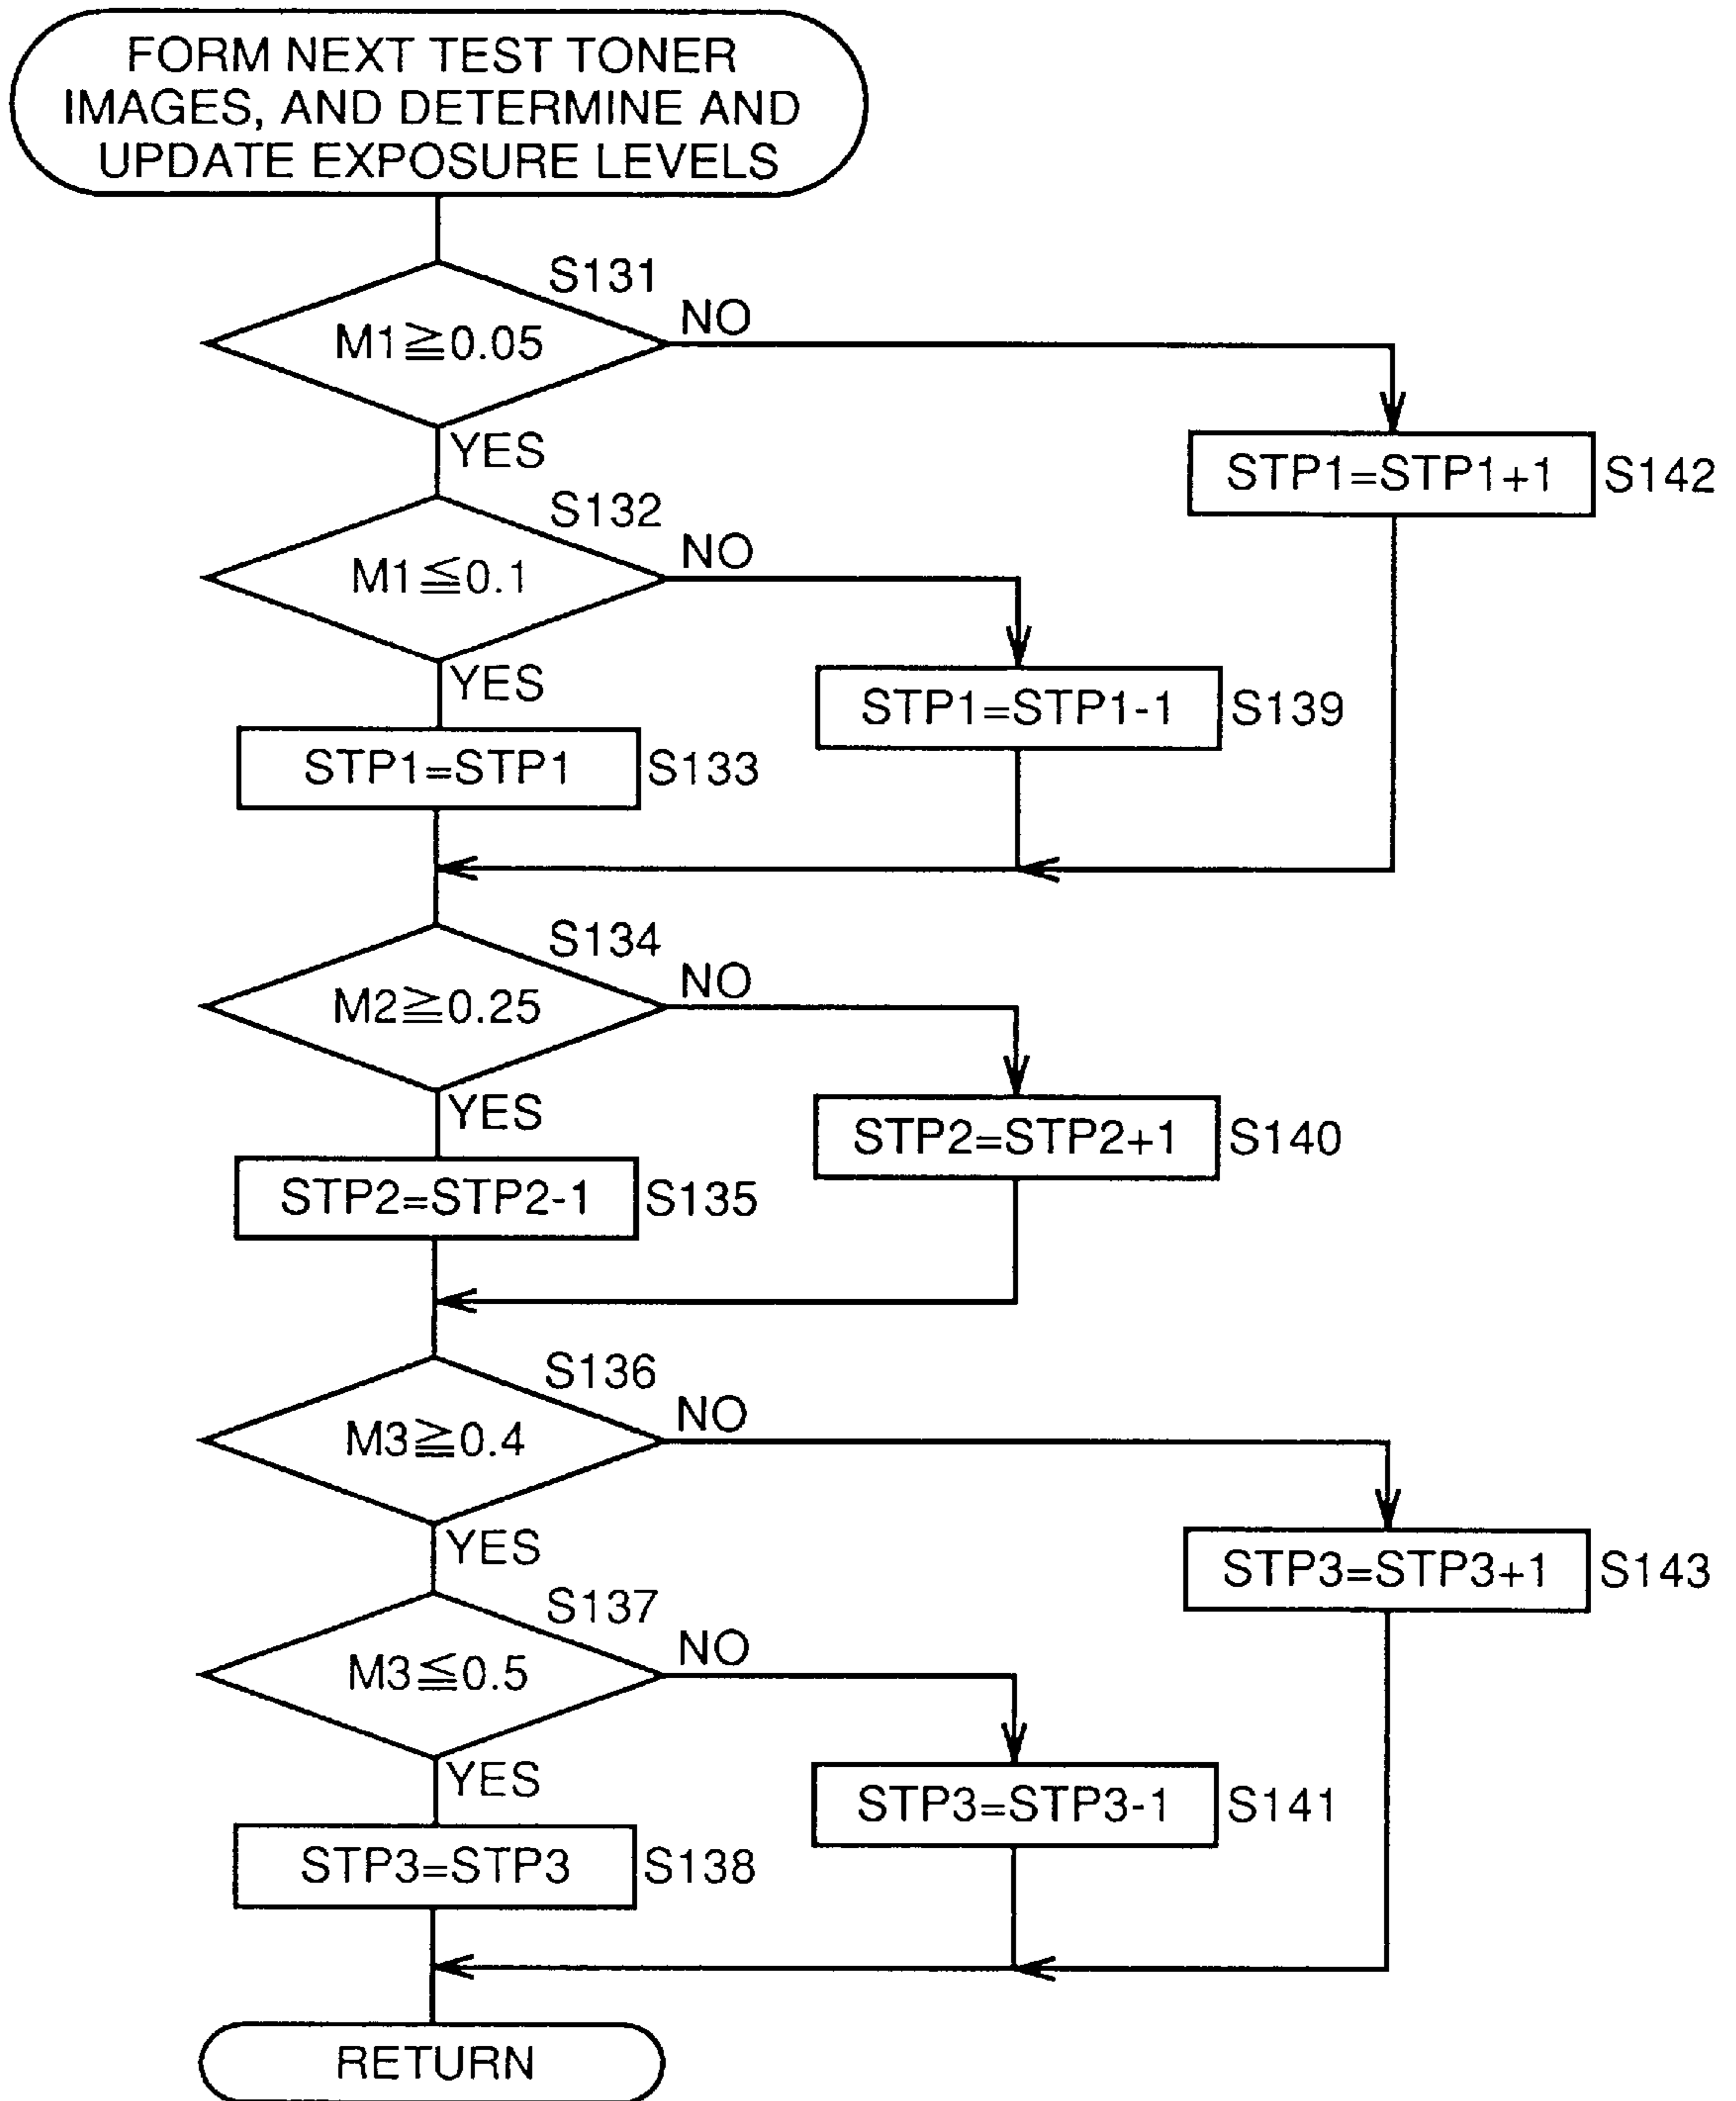 FORM NEXT TEST TONER
IMAGES, AND DETERMINE AND
UPDATE EXPOSURE LEVELS
S131
M1≧0.05
NO
YES
STP1=STP1+1
S142
S132
M1≦0.1
NO
YES
STP1=STP1-1
S139
STP1=STP1
S133
S134
M2≧0.25
NO
YES
STP2=STP2+1
S140
STP2=STP2-1
S135
S136
M3≧0.4
NO
YES
STP3=STP3+1
S143
S137
M3≦0.5
NO
YES
STP3=STP3-1
S141
STP3=STP3
S138
RETURN